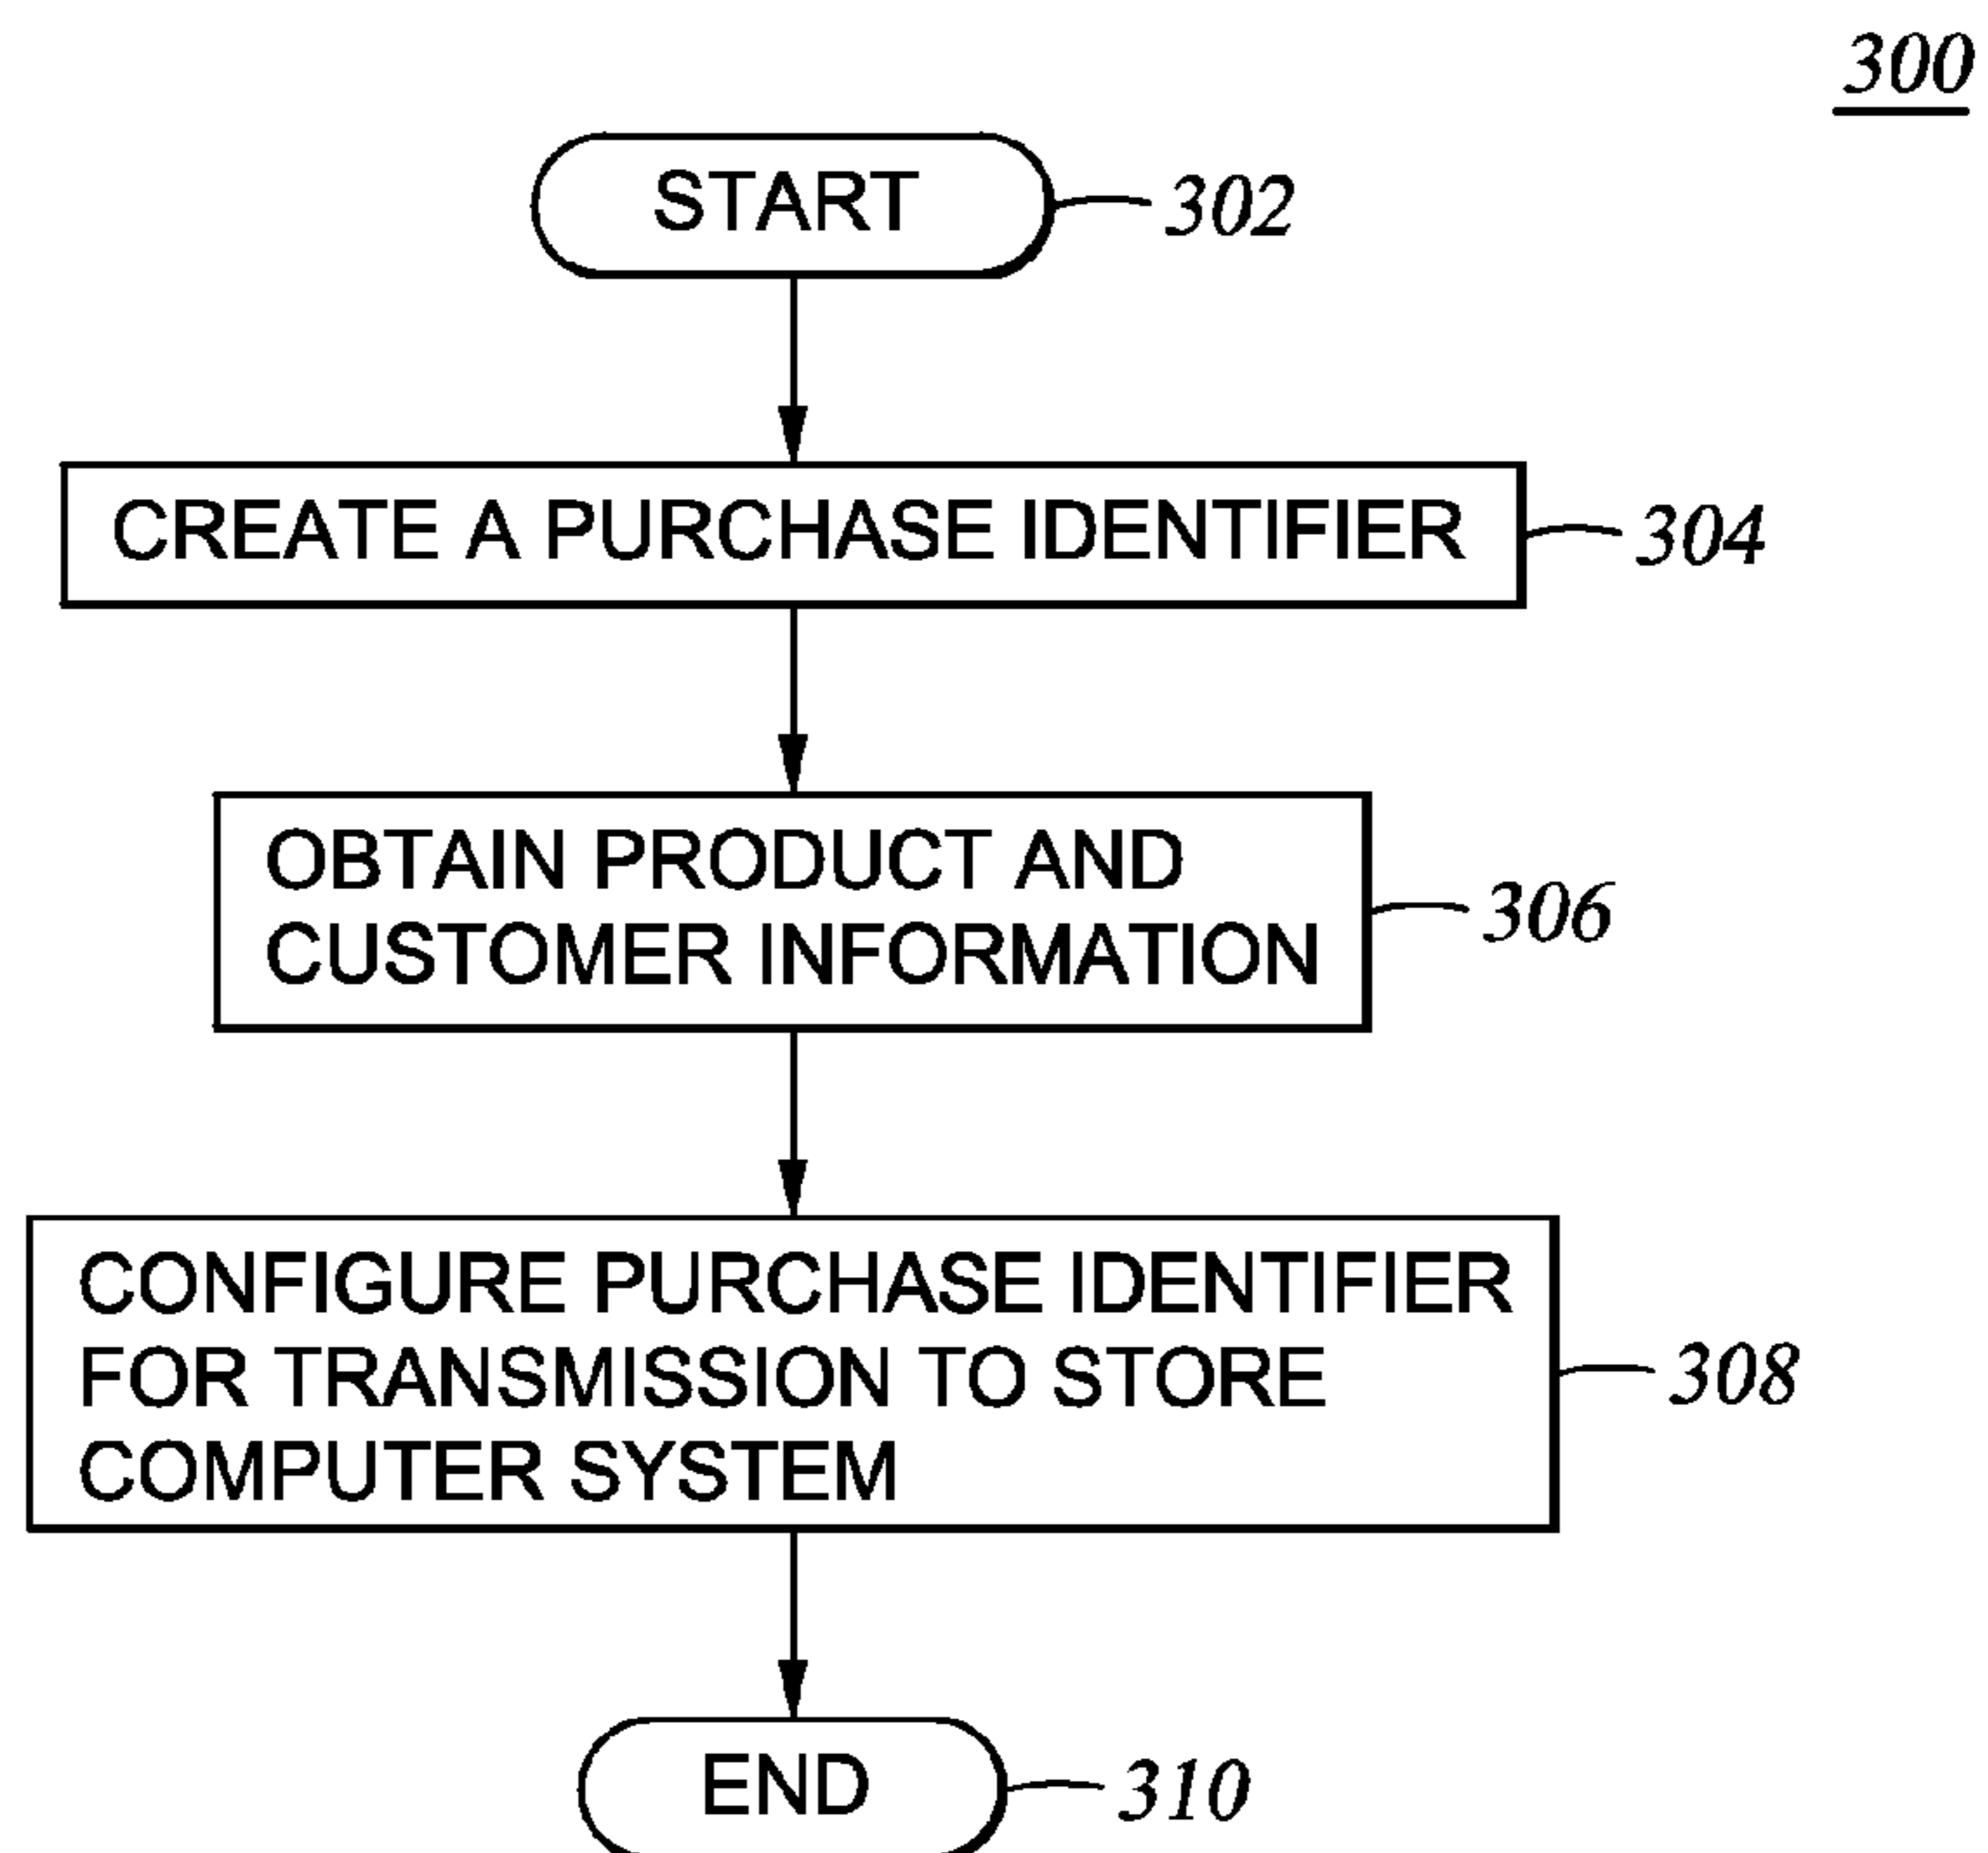 300
START
302
CREATE A PURCHASE IDENTIFIER
304
OBTAIN PRODUCT AND
CUSTOMER INFORMATION
306
CONFIGURE PURCHASE IDENTIFIER
FOR TRANSMISSION TO STORE
COMPUTER SYSTEM
308
END
310